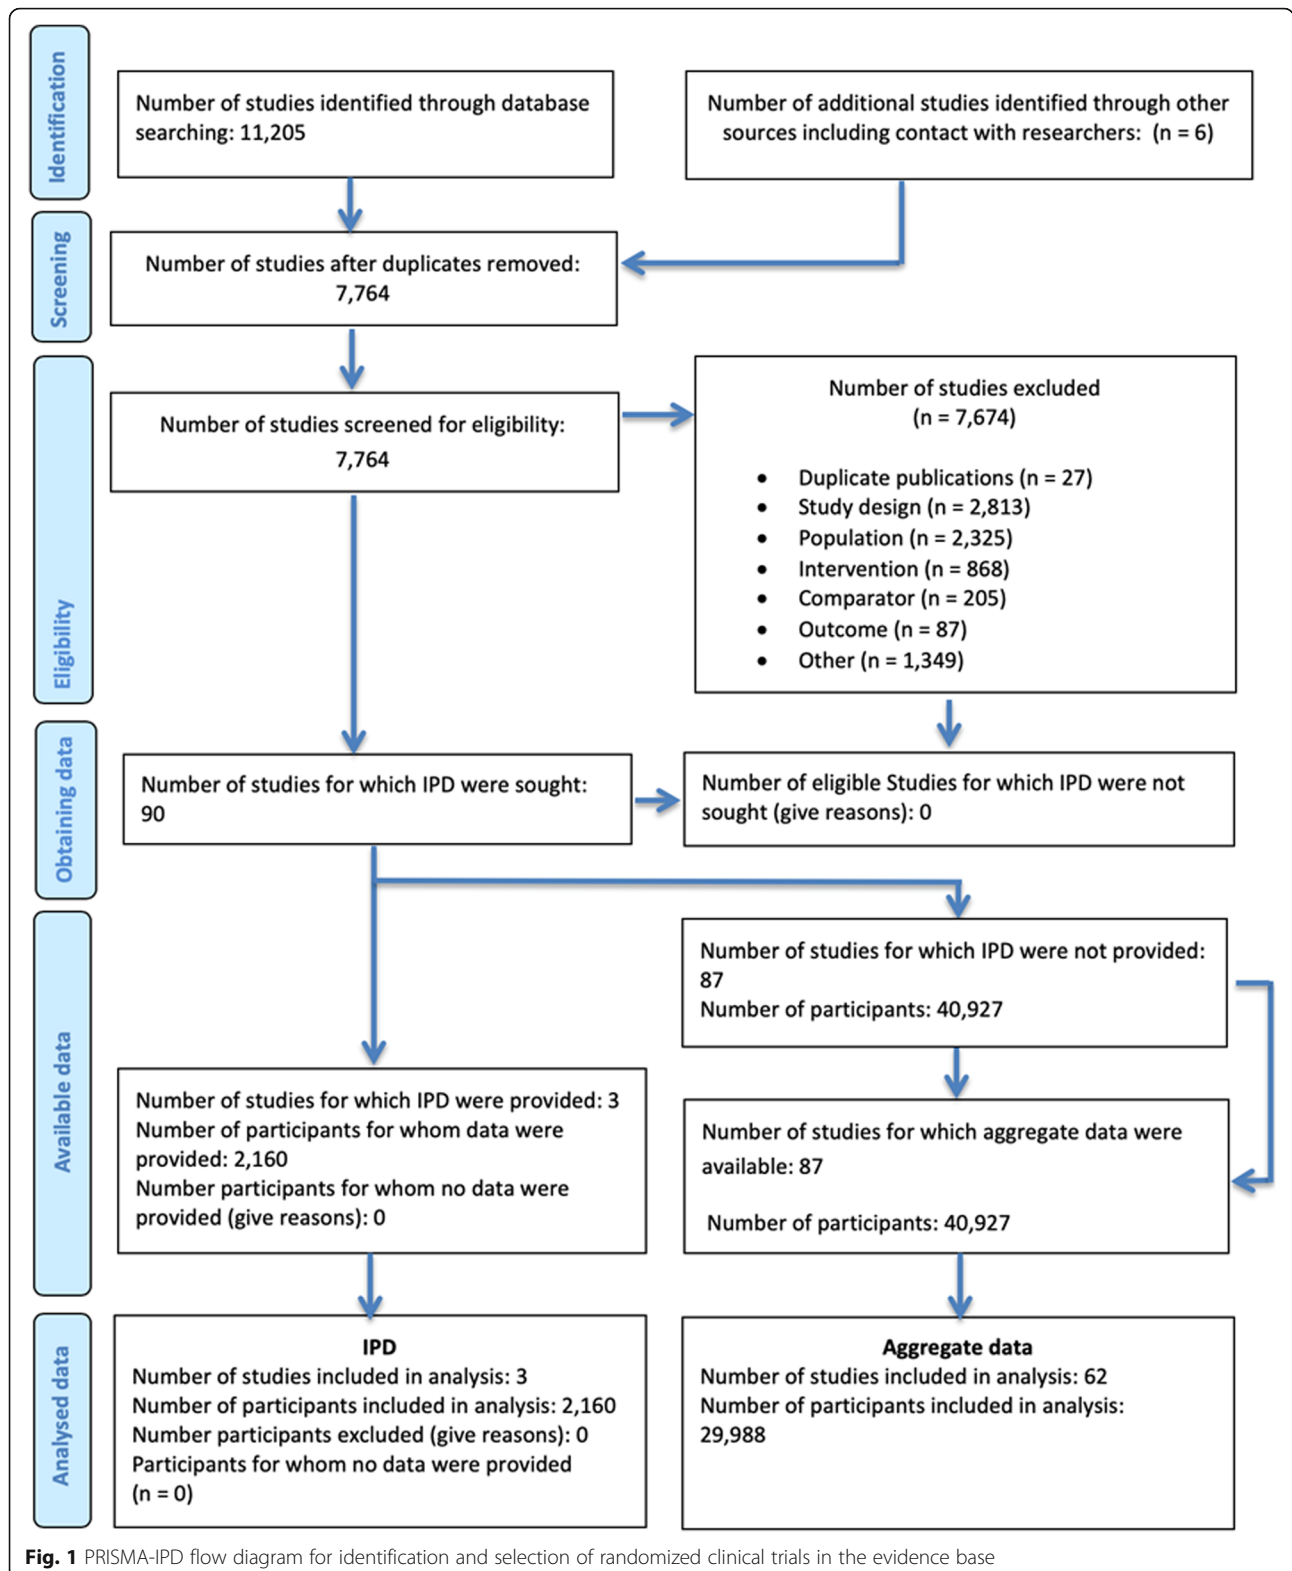 Identification
Number of studies identified through database
searching: 11,205
Number of additional studies identified through other
sources including contact with researchers: (n = 6)
Screening
Number of studies after duplicates removed:
7,764
Eligibility
Number of studies screened for eligibility:
7,764
Number of studies excluded
(n = 7,674)
• Duplicate publications (n = 27)
• Study design (n = 2,813)
• Population (n = 2,325)
• Intervention (n = 868)
• Comparator (n = 205)
• Outcome (n = 87)
• Other (n = 1,349)
Obtaining data
Number of studies for which IPD were sought:
90
Number of eligible Studies for which IPD were not
sought (give reasons): 0
Available data
Number of studies for which IPD were not provided:
87
Number of participants: 40,927
Number of studies for which IPD were provided: 3
Number of participants for whom data were
provided: 2,160
Number participants for whom no data were
provided (give reasons): 0
Number of studies for which aggregate data were
available: 87
Number of participants: 40,927
Analysed data
IPD
Number of studies included in analysis: 3
Number of participants included in analysis: 2,160
Number participants excluded (give reasons): 0
Participants for whom no data were provided
(n = 0)
Aggregate data
Number of studies included in analysis: 62
Number of participants included in analysis:
29,988
Fig. 1 PRISMA-IPD flow diagram for identification and selection of randomized clinical trials in the evidence base